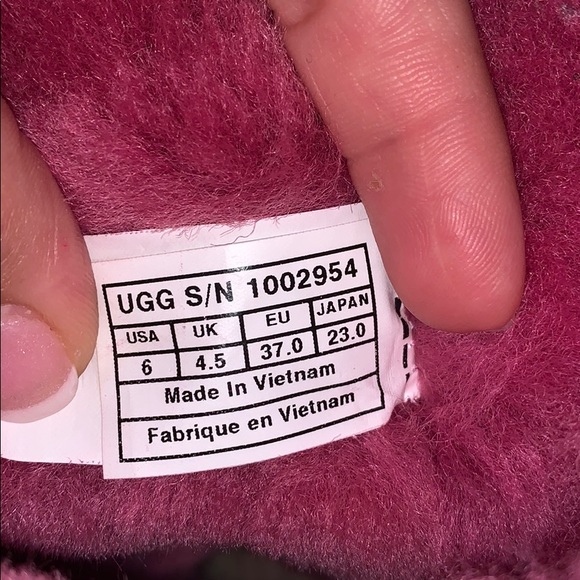 UGG S/N 1002954
USA UK EU JAPAN
6 4.5 37.0 23.0
Made In Vietnam
Fabrique en Vietnam